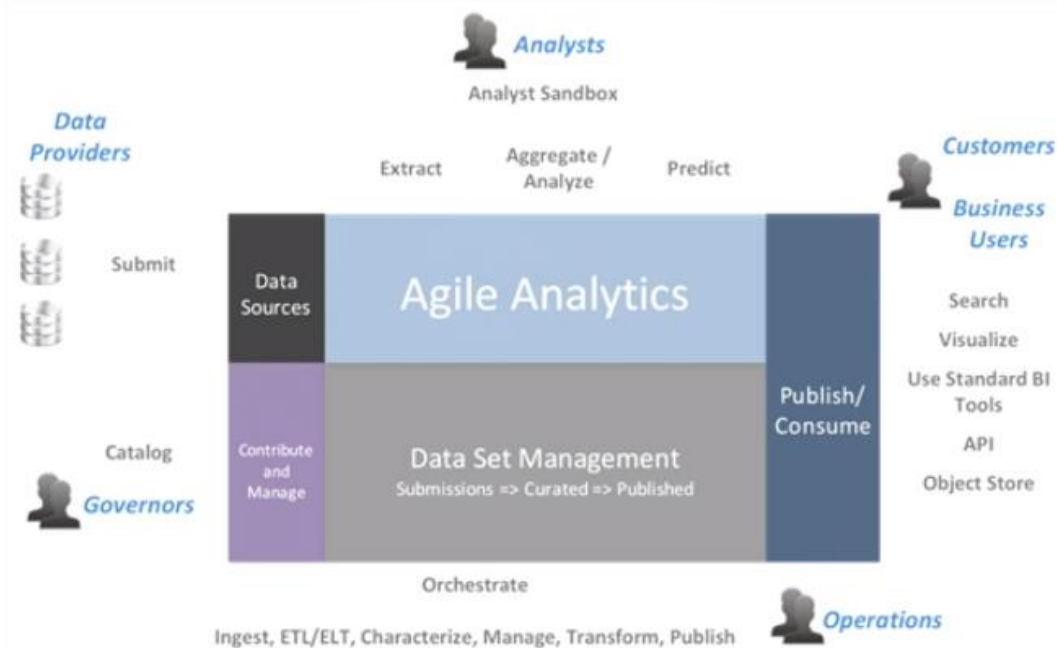 Analysts
Analyst Sandbox
Data
Providers
Extract
Aggregate /
Analyze
Predict
Customers
Business
Users
Submit
Data
Sources
Agile Analytics
Search
Visualize
Use Standard BI
Tools
API
Object Store
Publish/
Consume
Catalog
Governors
Contribute
and
Manage
Data Set Management
Submissions => Curated => Published
Orchestrate
Ingest, ETL/ELT, Characterize, Manage, Transform, Publish
Operations